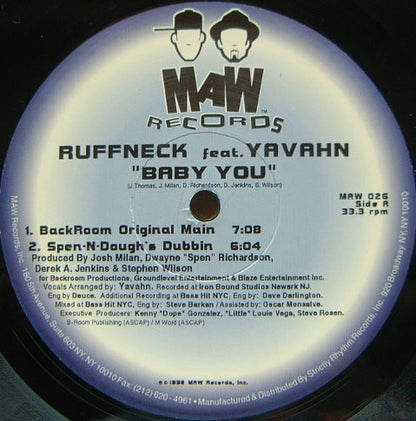 MAW
RECORDS
RUFFNECK feat. YAVAHN
"BABY YOU"
(J.Thomas, J. Milan, D. Richardson, D. Jenkins, S. Wilson)
MAW 026
Side A
33.3 rpm
1. BackRoom Original Main 7:08
2. Spen-N-Dough's Dubbin 6:04
Produced By Josh Milan, Dwayne "Spen" Richardson,
Derek A. Jenkins & Stephen Wilson
for Backroom Productions, Groundlevel Entertainment & Blaze Entertainment Inc.
Vocals Arranged by: Yavahn. Recorded at Iron Bound Studios Newark NJ.
Eng by Deuce. Additional Recording at Bass Hit NYC, Eng by: Dave Darlington.
Mixed at Bass Hit NYC, Eng by: Steve Barkan / Assisted by: Oscar Monsalve.
Executive Producers: Kenny "Dope" Gonzalez, "Little" Louie Vega, Steve Rosen.
B-Room Publishing (ASCAP) / M Word (ASCAP)
MAW Records Inc.
Fax: (212) 620 - 4961 • Manufactured & Distributed By Strictly Rhythm Records, Inc. 920 Broadway NY, NY 10010